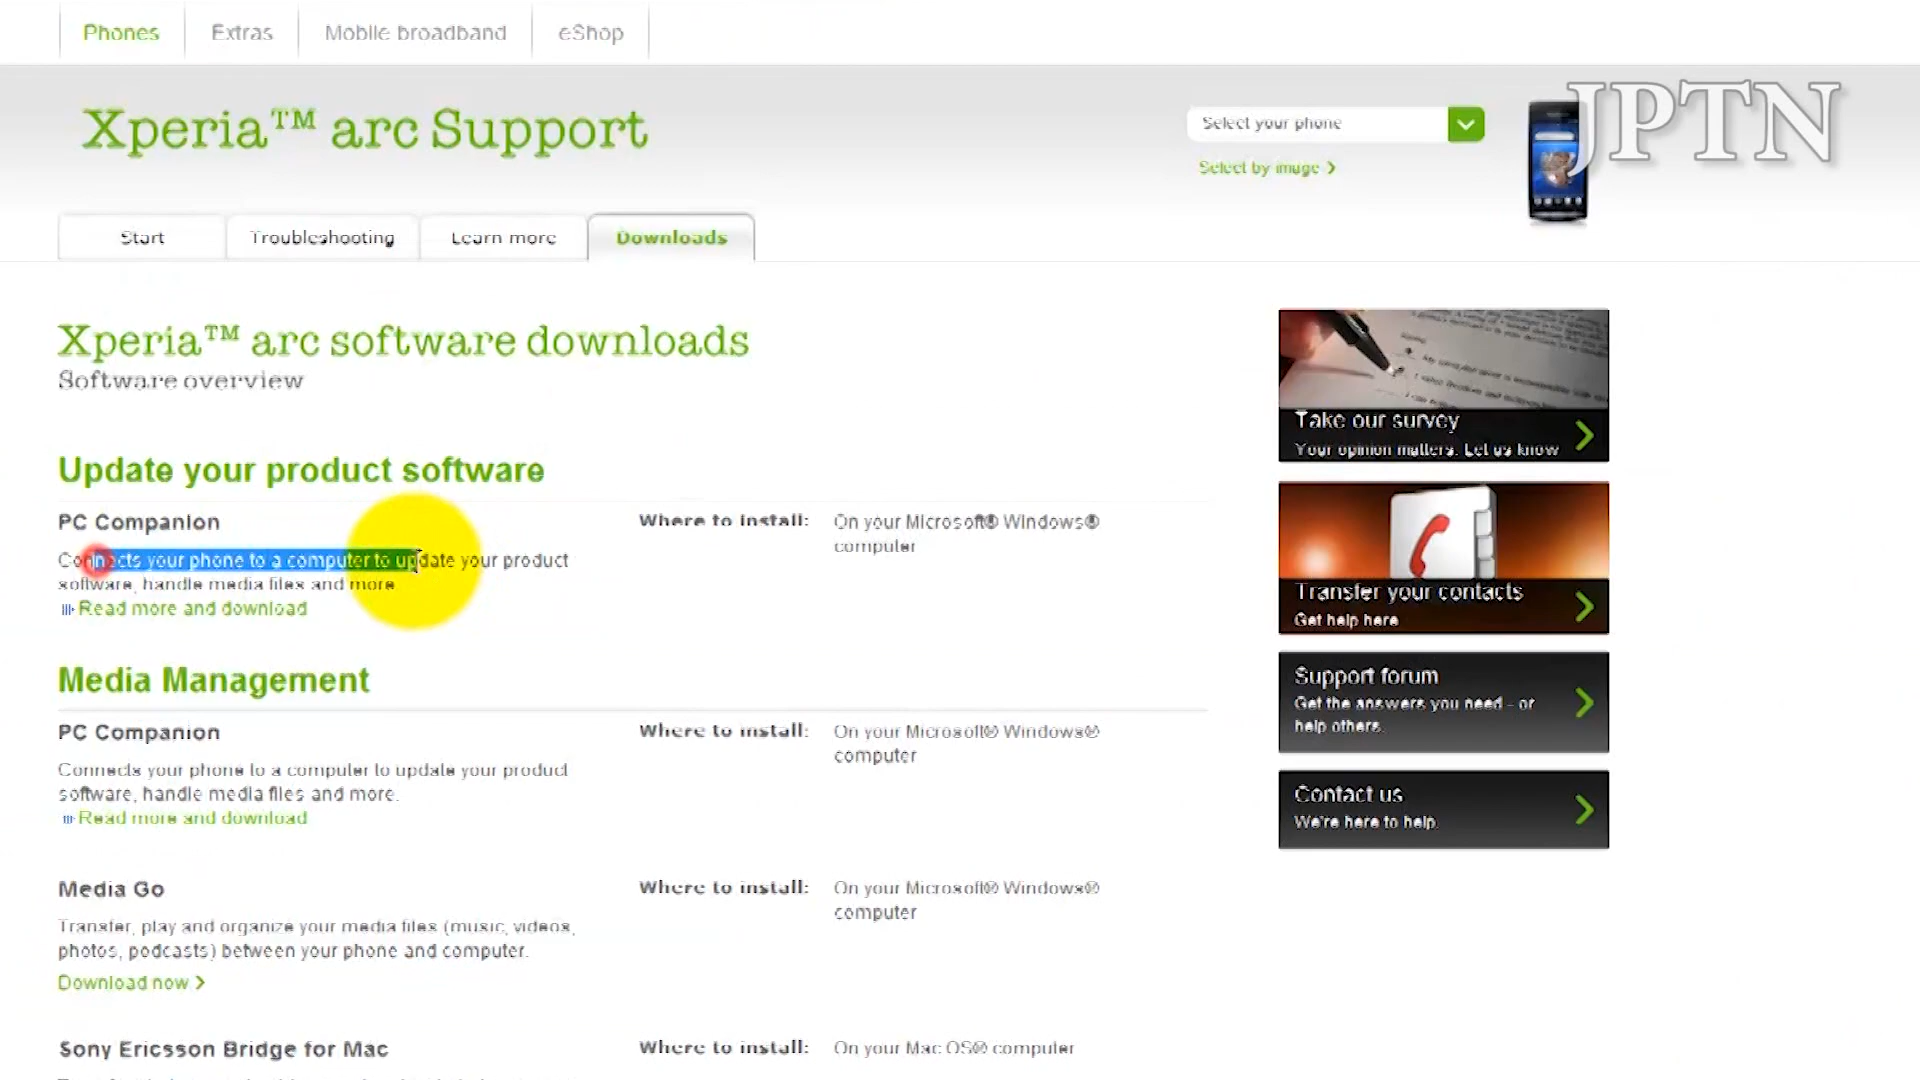 Phones
Extras
Mobile broadband
eShop
Xperia™ arc Support
Select your phone
Select by image
JPTN
Start
Troubleshooting
Learn more
Downloads
Xperia™ arc software downloads
Software overview
Update your product software
PC Companion
Connects your phone to a computer to update your product
software, handle media files and more.
Read more and download
Where to install:
On your Microsoft® Windows®
computer
Media Management
PC Companion
Connects your phone to a computer to update your product
software, handle media files and more.
Read more and download
Where to install:
On your Microsoft® Windows®
computer
Media Go
Transfer, play and organize your media files (music, videos,
photos, podcasts) between your phone and computer.
Download now
Where to install:
On your Microsoft® Windows®
computer
Sony Ericsson Bridge for Mac
Where to install:
On your Mac OS® computer
Take our survey
Your opinion matters. Let us know
Transfer your contacts
Get help here
Support forum
Get the answers you need - or
help others.
Contact us
We're here to help.